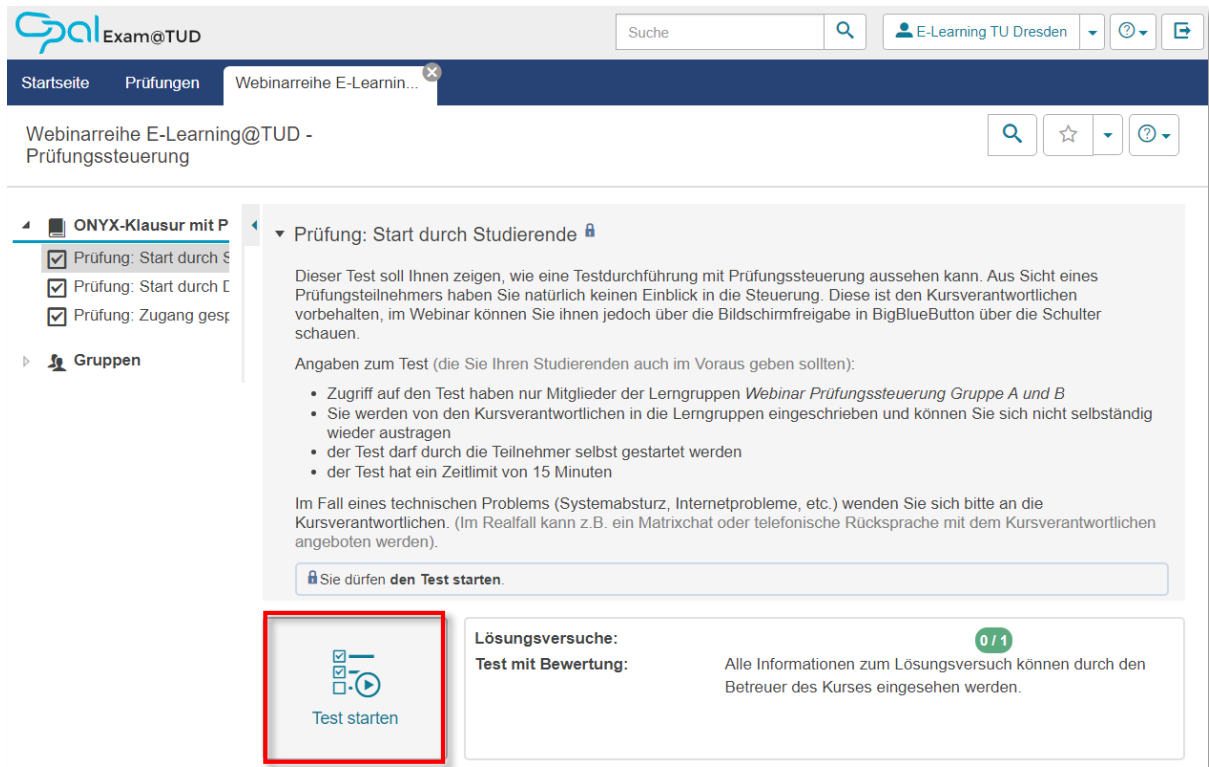 Opal Exam@TUD
Suche
E-Learning TU Dresden
Startseite
Prüfungen
Webinarreihe E-Learnin...
Webinarreihe E-Learning@TUD -
Prüfungssteuerung
ONYX-Klausur mit P
Prüfung: Start durch S
Prüfung: Start durch D
Prüfung: Zugang gesp
Gruppen
Prüfung: Start durch Studierende
Dieser Test soll Ihnen zeigen, wie eine Testdurchführung mit Prüfungssteuerung aussehen kann. Aus Sicht eines
Prüfungsteilnehmers haben Sie natürlich keinen Einblick in die Steuerung. Diese ist den Kursverantwortlichen
vorbehalten, im Webinar können Sie ihnen jedoch über die Bildschirmfreigabe in BigBlueButton über die Schulter
schauen.
Angaben zum Test (die Sie Ihren Studierenden auch im Voraus geben sollten):
• Zugriff auf den Test haben nur Mitglieder der Lerngruppen Webinar Prüfungssteuerung Gruppe A und B
• Sie werden von den Kursverantwortlichen in die Lerngruppen eingeschrieben und können Sie sich nicht selbständig
wieder austragen
• der Test darf durch die Teilnehmer selbst gestartet werden
• der Test hat ein Zeitlimit von 15 Minuten
Im Fall eines technischen Problems (Systemabsturz, Internetprobleme, etc.) wenden Sie sich bitte an die
Kursverantwortlichen. (Im Realfall kann z.B. ein Matrixchat oder telefonische Rücksprache mit dem Kursverantwortlichen
angeboten werden).
Sie dürfen den Test starten.
Test starten
Lösungsversuche: 0 / 1
Test mit Bewertung: Alle Informationen zum Lösungsversuch können durch den
Betreuer des Kurses eingesehen werden.